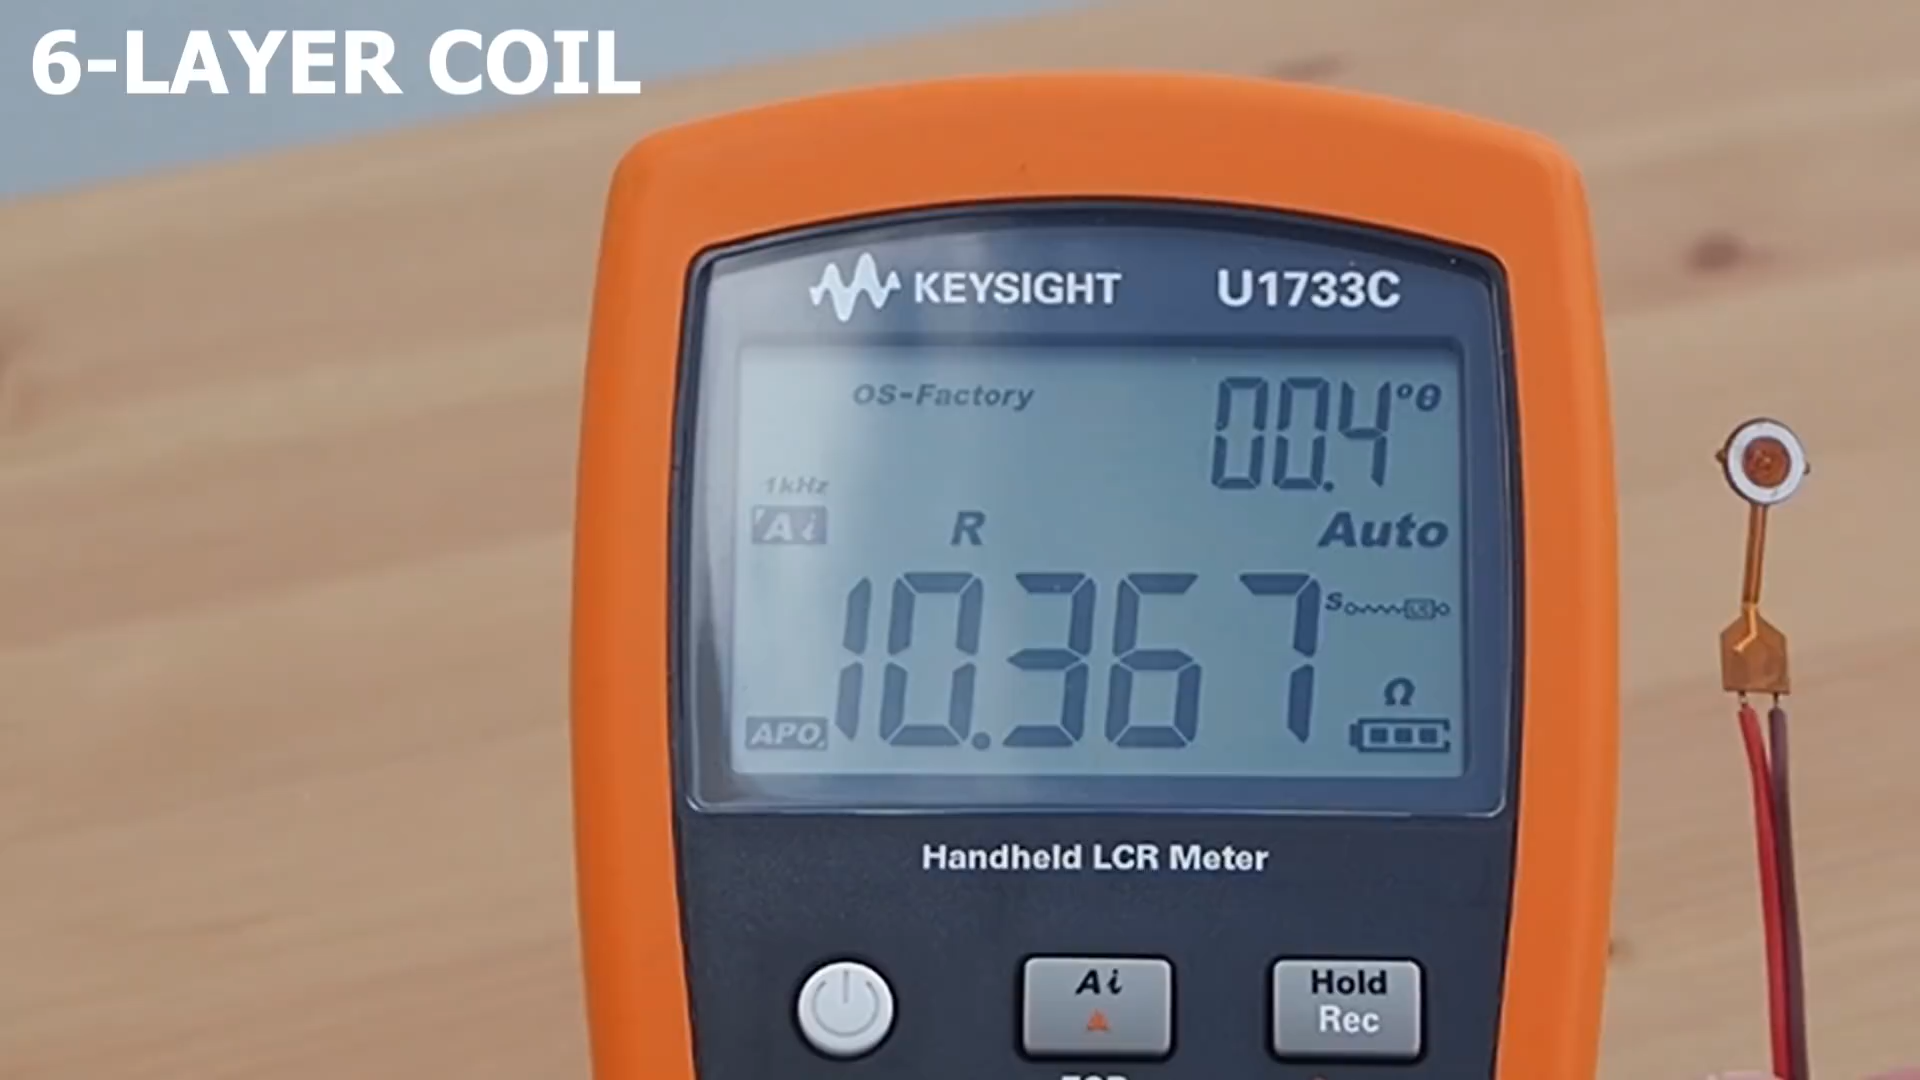 6-LAYER COIL
KEYSIGHT U1733C
OS-Factory 00.4°θ
1kHz
Ai R Auto
10.367 S
Ω
APO
Handheld LCR Meter
Ai Hold
Rec